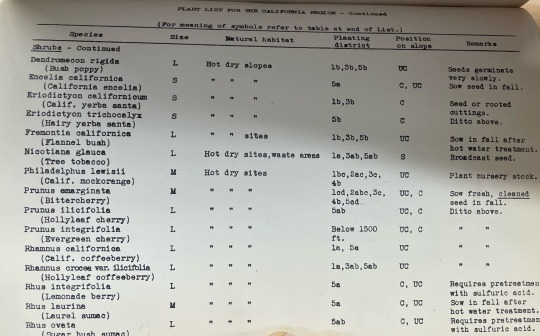 PLANT LIST FOR THE CALIFORNIA REGION - Continued
(For meaning of symbols refer to table at end of List.)
Species Size Natural habitat Planting district Position on slope Remarks
Shrubs - Continued
Dendromecon rigida L Hot dry slopes 1b,3b,5b UC Seeds germinate
(Bush poppy) very slowly.
Encelia californica S " " " 5a C, UC Sow seed in fall.
(California encelia)
Eriodictyon californicum S " " " 1b,3b C Seed or rooted
(Calif. yerba santa) cuttings.
Eriodictyon trichocalyx S " " " 5b C Ditto above.
(Hairy yerba santa)
Fremontia californica L " " sites 1b,3b,5b UC Sow in fall after
(Flannel bush) hot water treatment.
Nicotiana glauca L Hot dry sites,waste areas 1a,3ab,5ab S Broadcast seed.
(Tree tobacco)
Philadelphus lewisii M Hot dry sites 1bc,2ac,3c, UC Plant nursery stock.
(Calif. mockorange) 4b
Prunus emarginata M " " " 1cd,2abc,3c, UC, C Sow fresh, cleaned
(Bittercherry) 4b,5cd seed in fall.
Prunus ilicifolia L " " " 5ab UC, C Ditto above.
(Hollyleaf cherry)
Prunus integrifolia L " " " Below 1500 UC, C " "
(Evergreen cherry) ft.
Rhamnus californica L " " " 1a, 5a UC " "
(Calif. coffeeberry)
Rhamnus crocea var. ilicifolia L " " " 1a,3ab,5ab UC " "
(Hollyleaf coffeeberry)
Rhus integrifolia L " " " 5a C, UC Requires pretreatmen
(Lemonade berry) with sulfuric acid.
Rhus laurina M " " " 5a C, UC Sow in fall after
(Laurel sumac) hot water treatment.
Rhus ovata L " " " 5ab C, UC Requires pretreatmen
(Sugar bush sumac) with sulfuric acid.